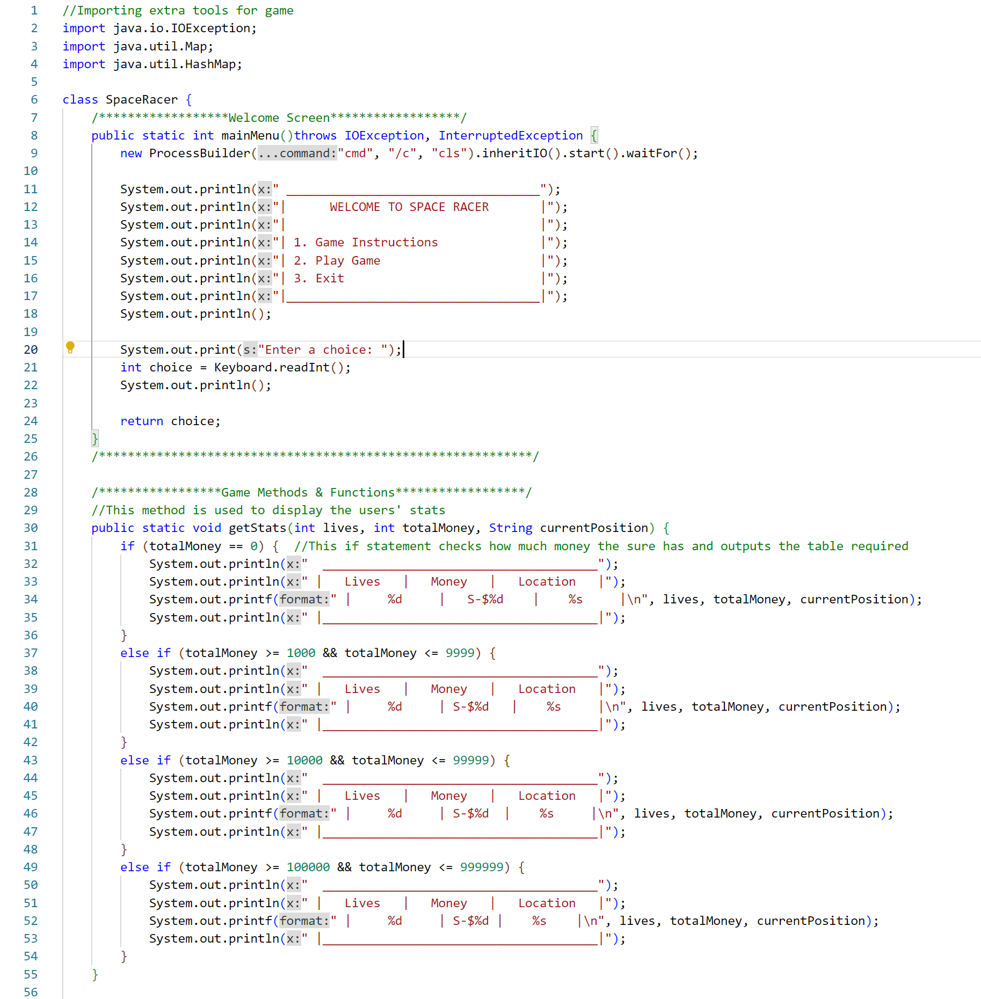 1 //Importing extra tools for game
2 import java.io.IOException;
3 import java.util.Map;
4 import java.util.HashMap;
5
6 class SpaceRacer {
7     /******************Welcome Screen******************/
8     public static int mainMenu()throws IOException, InterruptedException {
9         new ProcessBuilder(...command:"cmd", "/c", "cls").inheritIO().start().waitFor();
10
11         System.out.println(x:" ___________________________________");
12         System.out.println(x:"|      WELCOME TO SPACE RACER       |");
13         System.out.println(x:"|                                   |");
14         System.out.println(x:"| 1. Game Instructions              |");
15         System.out.println(x:"| 2. Play Game                      |");
16         System.out.println(x:"| 3. Exit                           |");
17         System.out.println(x:"|___________________________________|");
18         System.out.println();
19
20         System.out.print(s:"Enter a choice: ");
21         int choice = Keyboard.readInt();
22         System.out.println();
23
24         return choice;
25     }
26     /************************************************************/
27
28     /*****************Game Methods & Functions******************/
29     //This method is used to display the users' stats
30     public static void getStats(int lives, int totalMoney, String currentPosition) {
31         if (totalMoney == 0) {  //This if statement checks how much money the sure has and outputs the table required
32             System.out.println(x:"  ______________________________________");
33             System.out.println(x:" |   Lives   |   Money   |   Location   |");
34             System.out.printf(format:" |     %d     |   S-$%d    |    %s     |\n", lives, totalMoney, currentPosition);
35             System.out.println(x:" |______________________________________|");
36         }
37         else if (totalMoney >= 1000 && totalMoney <= 9999) {
38             System.out.println(x:"  ______________________________________");
39             System.out.println(x:" |   Lives   |   Money   |   Location   |");
40             System.out.printf(format:" |     %d     | S-$%d   |    %s     |\n", lives, totalMoney, currentPosition);
41             System.out.println(x:" |______________________________________|");
42         }
43         else if (totalMoney >= 10000 && totalMoney <= 99999) {
44             System.out.println(x:"  ______________________________________");
45             System.out.println(x:" |   Lives   |   Money   |   Location   |");
46             System.out.printf(format:" |     %d     | S-$%d  |    %s     |\n", lives, totalMoney, currentPosition);
47             System.out.println(x:" |______________________________________|");
48         }
49         else if (totalMoney >= 100000 && totalMoney <= 999999) {
50             System.out.println(x:"  ______________________________________");
51             System.out.println(x:" |   Lives   |   Money   |   Location   |");
52             System.out.printf(format:" |     %d     | S-$%d |    %s    |\n", lives, totalMoney, currentPosition);
53             System.out.println(x:" |______________________________________|");
54         }
55     }
56